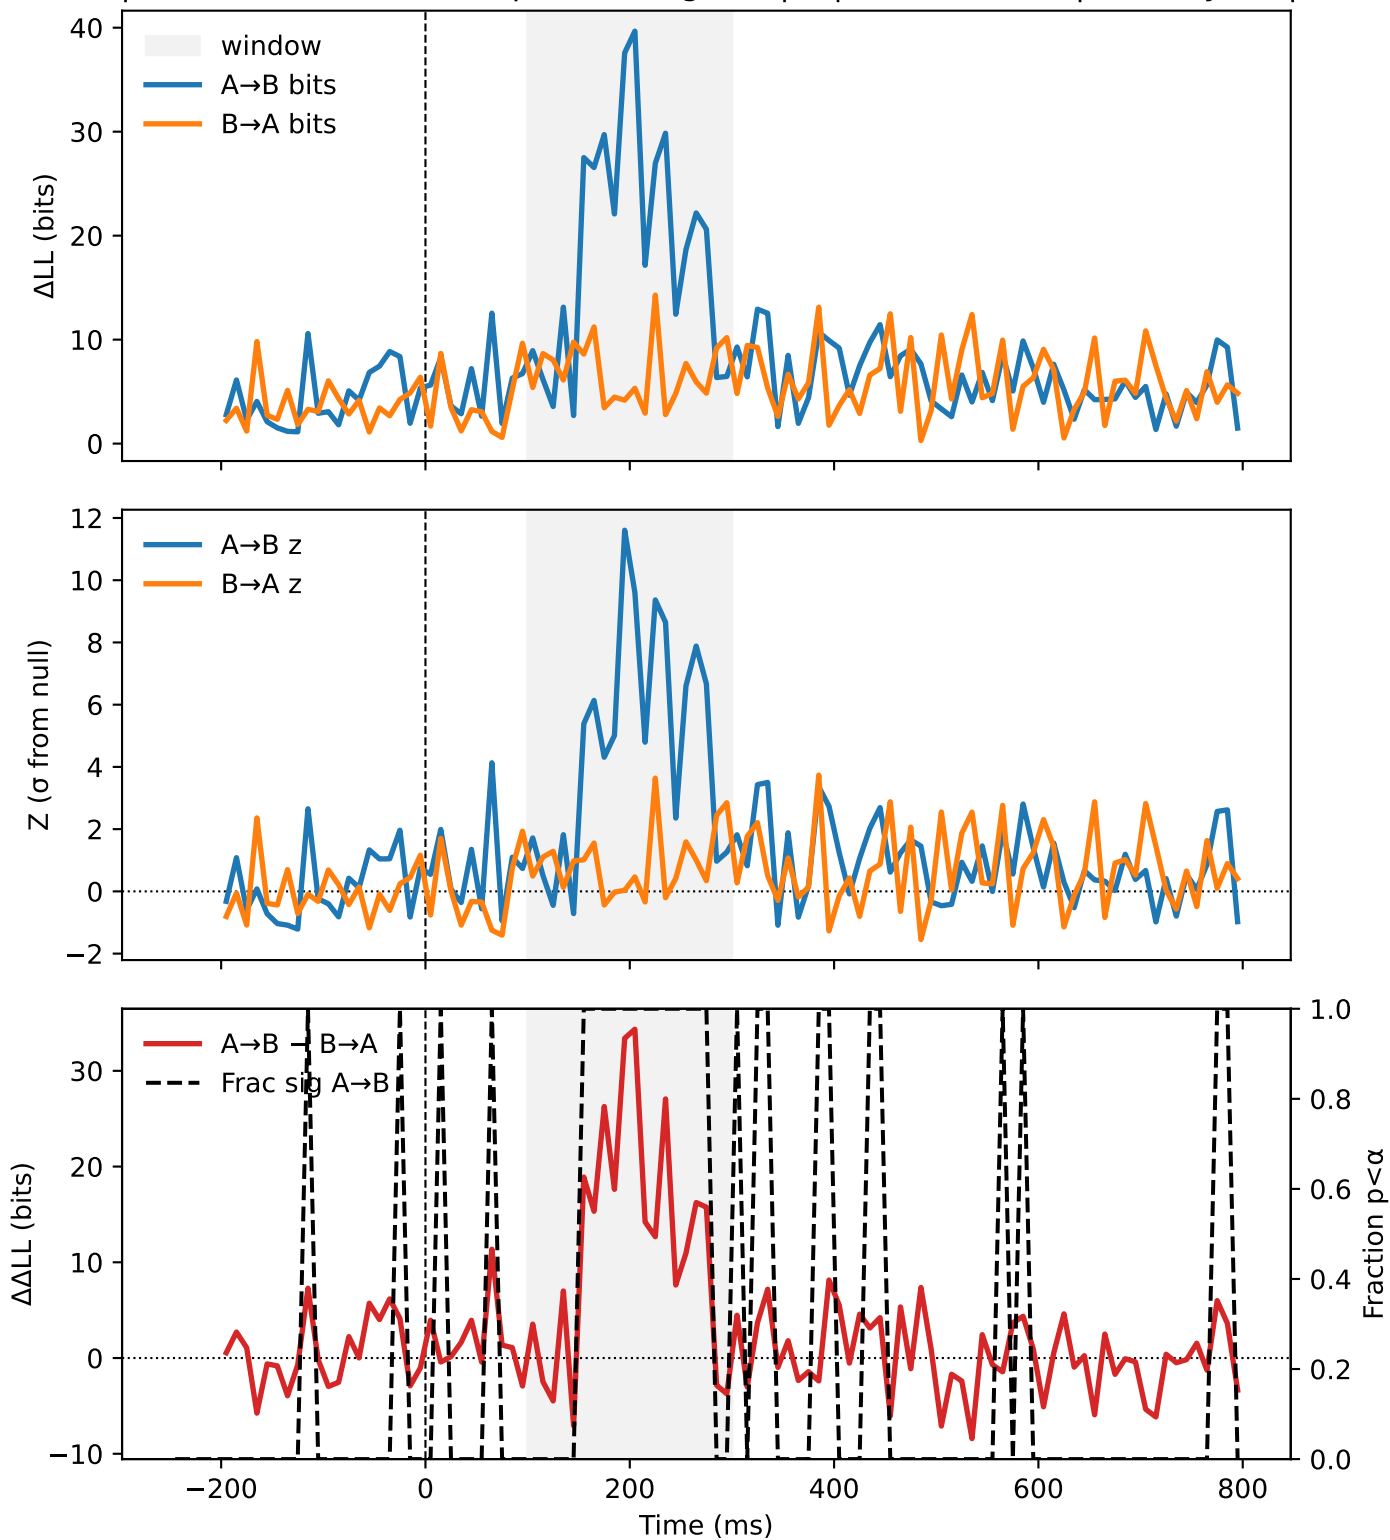 40
30
20
10
0
ΔLL (bits)
window
A→B bits
B→A bits
12
10
8
6
4
2
0
−2
Z (σ from null)
A→B z
B→A z
30
20
10
0
−10
ΔΔLL (bits)
A→B − B→A
Frac sig A→B
1.0
0.8
0.6
0.4
0.2
0.0
Fraction p<α
−200 0 200 400 600 800
Time (ms)